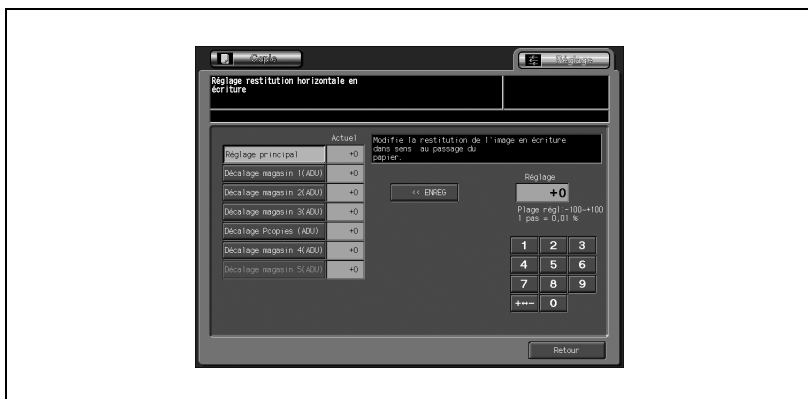 Copie
Réglage
Réglage restitution horizontale en
écriture
Actuel
Modifie la restitution de l'image en écriture
dans sens au passage du
papier.
Réglage principal +0
Décalage magasin 1(ADU) +0
Décalage magasin 2(ADU) +0
Décalage magasin 3(ADU) +0
Décalage Pcopies (ADU) +0
Décalage magasin 4(ADU) +0
Décalage magasin 5(ADU) +0
<< ENREG
Réglage
+0
Plage régl:-100~+100
1 pas = 0,01 %
1 2 3
4 5 6
7 8 9
+↔- 0
Retour